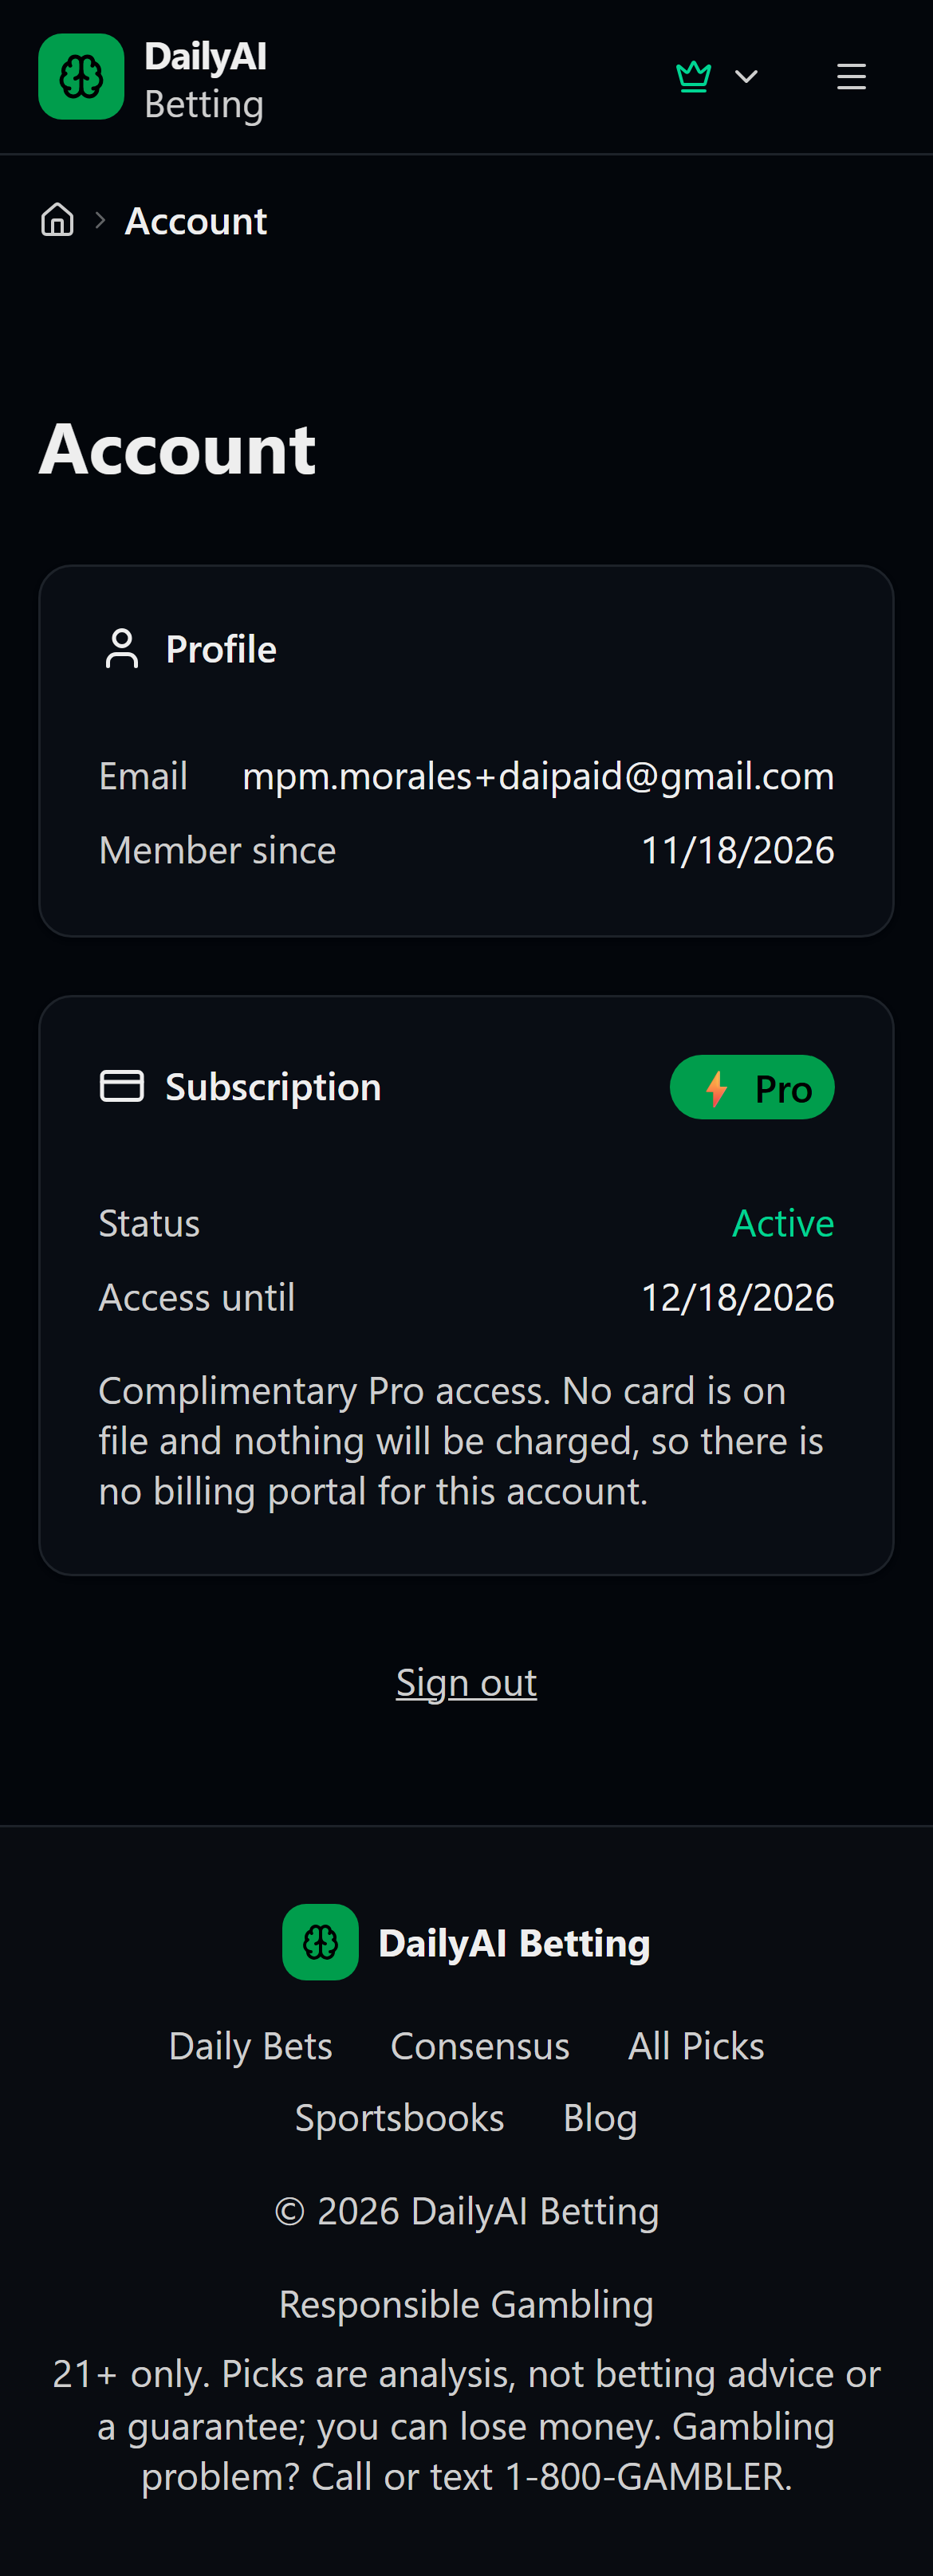 DailyAI
Betting
Account
Account
Profile
Email mpm.morales+daipaid@gmail.com
Member since 11/18/2026
Subscription Pro
Status Active
Access until 12/18/2026
Complimentary Pro access. No card is on
file and nothing will be charged, so there is
no billing portal for this account.
Sign out
DailyAI Betting
Daily Bets Consensus All Picks
Sportsbooks Blog
© 2026 DailyAI Betting
Responsible Gambling
21+ only. Picks are analysis, not betting advice or
a guarantee; you can lose money. Gambling
problem? Call or text 1-800-GAMBLER.